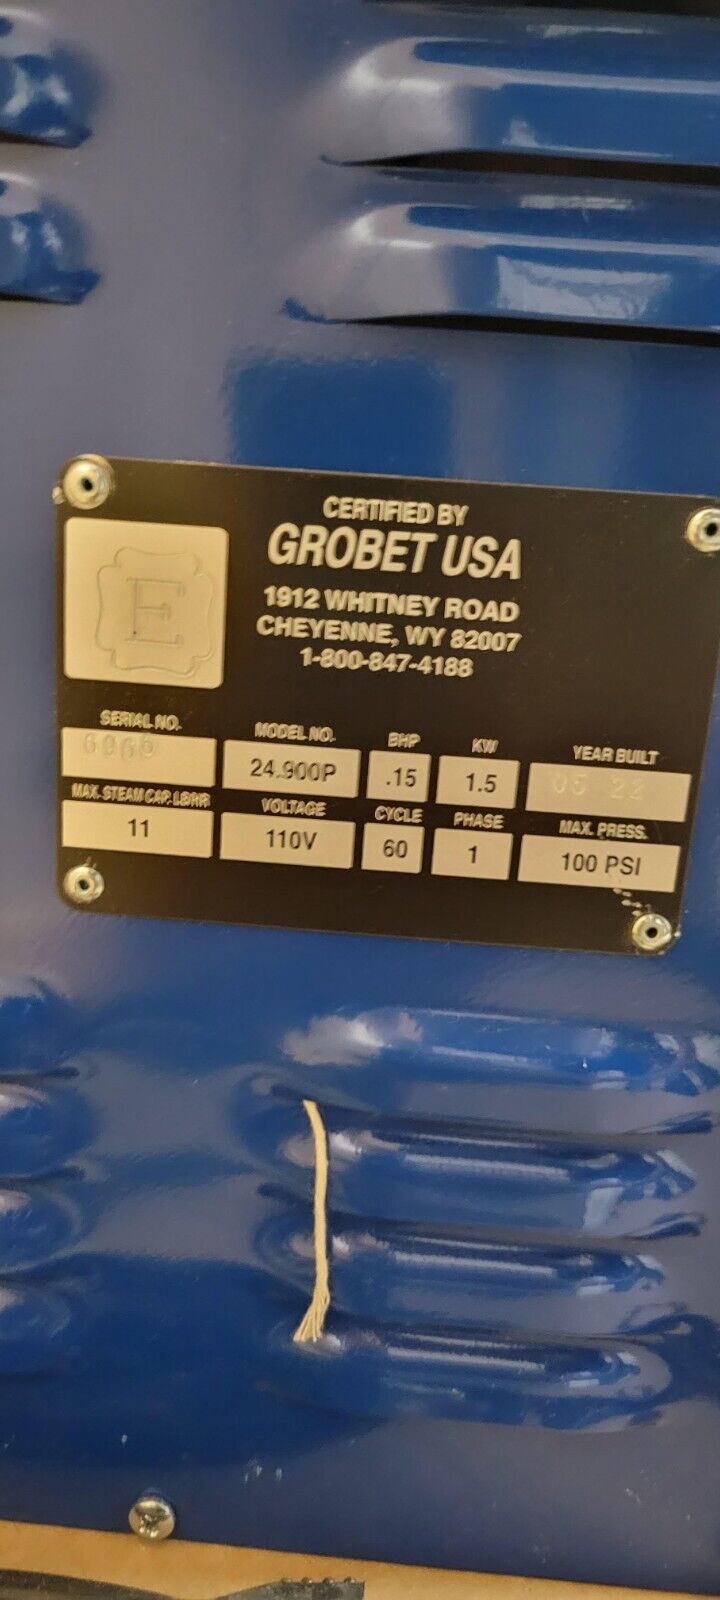 CERTIFIED BY
GROBET USA
1912 WHITNEY ROAD
CHEYENNE, WY 82007
1-800-847-4188
E
SERIAL NO. MODEL NO. BHP KW YEAR BUILT
24.900P .15 1.5 05 22
MAX. STEAM CAP. LB/HR VOLTAGE CYCLE PHASE MAX. PRESS.
11 110V 60 1 100 PSI